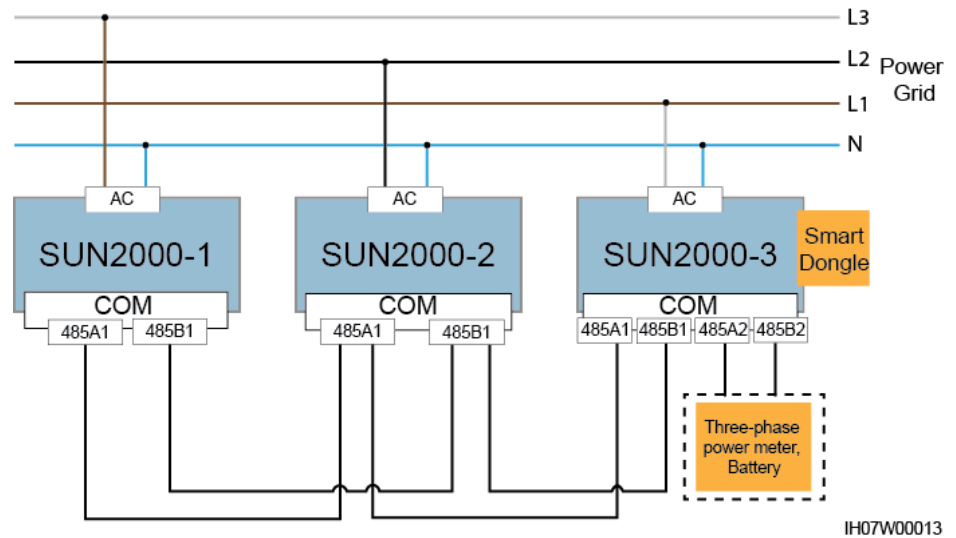 L3
L2
Power
Grid
L1
N
AC
AC
AC
SUN2000-1
SUN2000-2
SUN2000-3
Smart
Dongle
COM
COM
COM
485A1
485B1
485A1
485B1
485A1
485B1
485A2
485B2
Three-phase
power meter,
Battery
IH07W00013